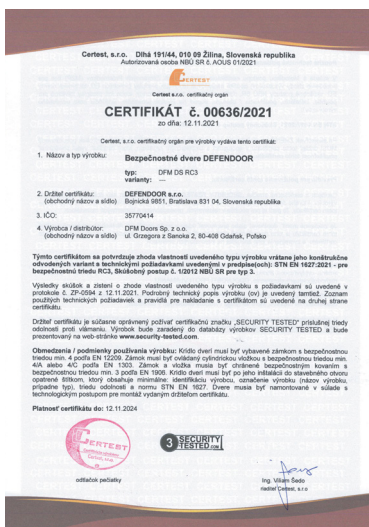 Certest, s.r.o. Dlhá 191/44, 010 09 Žilina, Slovenská republika
Autorizovaná osoba NBÚ SR č. AOUS 01/2021
CERTEST
Certest s.r.o. certifikačný orgán
CERTIFIKÁT č. 00636/2021
zo dňa: 12.11.2021
Certest, s.r.o. certifikačný orgán pre výrobky vydáva tento certifikát:
1. Názov a typ výrobku: Bezpečnostné dvere DEFENDOOR
typ: DFM DS RC3
varianty: ---
2. Držiteľ certifikátu: DEFENDOOR s.r.o.
(obchodný názov a sídlo) Bojnická 9851, Bratislava 831 04, Slovenská republika
3. IČO: 35770414
4. Výrobca / distribútor: DFM Doors Sp. z o.o.
(obchodný názov a sídlo) ul. Grzegorz z Sanoka 2, 80-408 Gdaňsk, Poľsko
Týmto certifikátom sa potvrdzuje zhoda vlastností uvedeného typu výrobku vrátane jeho konštrukčne
odvodených variant s technickými požiadavkami uvedenými v predpise(och): STN EN 1627:2021 - pre
bezpečnostnú triedu RC3, Skúšobný postup č. 1/2012 NBÚ SR pre typ 3.
Výsledky skúšok a zistení o zhode vlastností uvedeného typu výrobku s požiadavkami sú uvedené v
protokole č. ZP-0594 z 12.11.2021. Podrobný technický popis výrobku (ov) je uvedený tamtiež. Zoznam
použitých technických požiadaviek a pravidlá pre nakladanie s certifikátom sú uvedené na druhej strane
certifikátu.
Držiteľ certifikátu je súčasne oprávnený požívať certifikačnú značku „SECURITY TESTED" príslušnej triedy
odolnosti proti vlámaniu. Výrobok bude zaradený do databázy výrobkov SECURITY TESTED a bude
prezentovaný na web-stránke www.security-tested.com.
Obmedzenia / podmienky používania výrobku: Krídlo dverí musí byť vybavené zámkom s bezpečnostnou
triedou min. 4 podľa EN 12209. Zámok musí byť ovládaný cylindrickou vložkou s bezpečnostnou triedou min.
4/A alebo 4/C podľa EN 1303. Zámok a vložka musia byť chránené bezpečnostným kovaním s
bezpečnostnou triedou min. 3 podľa EN 1906. Krídlo dverí musí byť po jeho inštalácii do stavebného otvoru
opatrené štítkom, ktorý obsahuje minimálne: identifikáciu výrobcu, označenie výrobku (názov výrobku,
prípadne typ), triedu odolnosti a normu STN EN 1627. Dvere musia byť namontované v súlade s
technologickým postupom pre montáž vydaným držiteľom certifikátu.
Platnosť certifikátu do: 12.11.2024
CERTEST
3 SECURITY
TESTED.COM
odtlačok pečiatky
Ing. Viliam Šedo
riaditeľ Certest, s.r.o